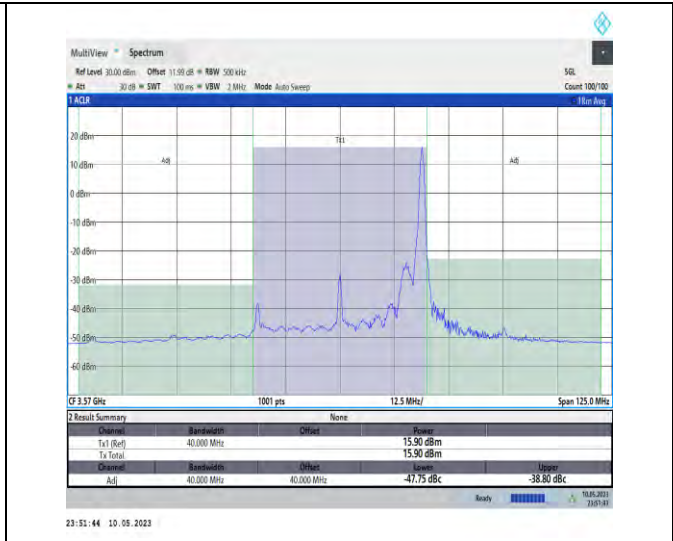 MultiView Spectrum
Ref Level 30.00 dBm Offset 11.99 dB RBW 500 kHz SGL
Att 30 dB SWT 100 ms VBW 2 MHz Mode Auto Sweep Count 100/100
1 ACLR 1Rm Avg
20 dBm
Tx1
Adj Adj
10 dBm
0 dBm
-10 dBm
-20 dBm
-30 dBm
-40 dBm
-50 dBm
-60 dBm
CF 3.57 GHz 1001 pts 12.5 MHz/ Span 125.0 MHz
2 Result Summary None
Channel Bandwidth Offset Power
Tx1 (Ref) 40.000 MHz 15.90 dBm
Tx Total 15.90 dBm
Channel Bandwidth Offset Lower Upper
Adj 40.000 MHz 40.000 MHz -47.75 dBc -38.80 dBc
Ready 10.05.2023
23:51:43
23:51:44 10.05.2023